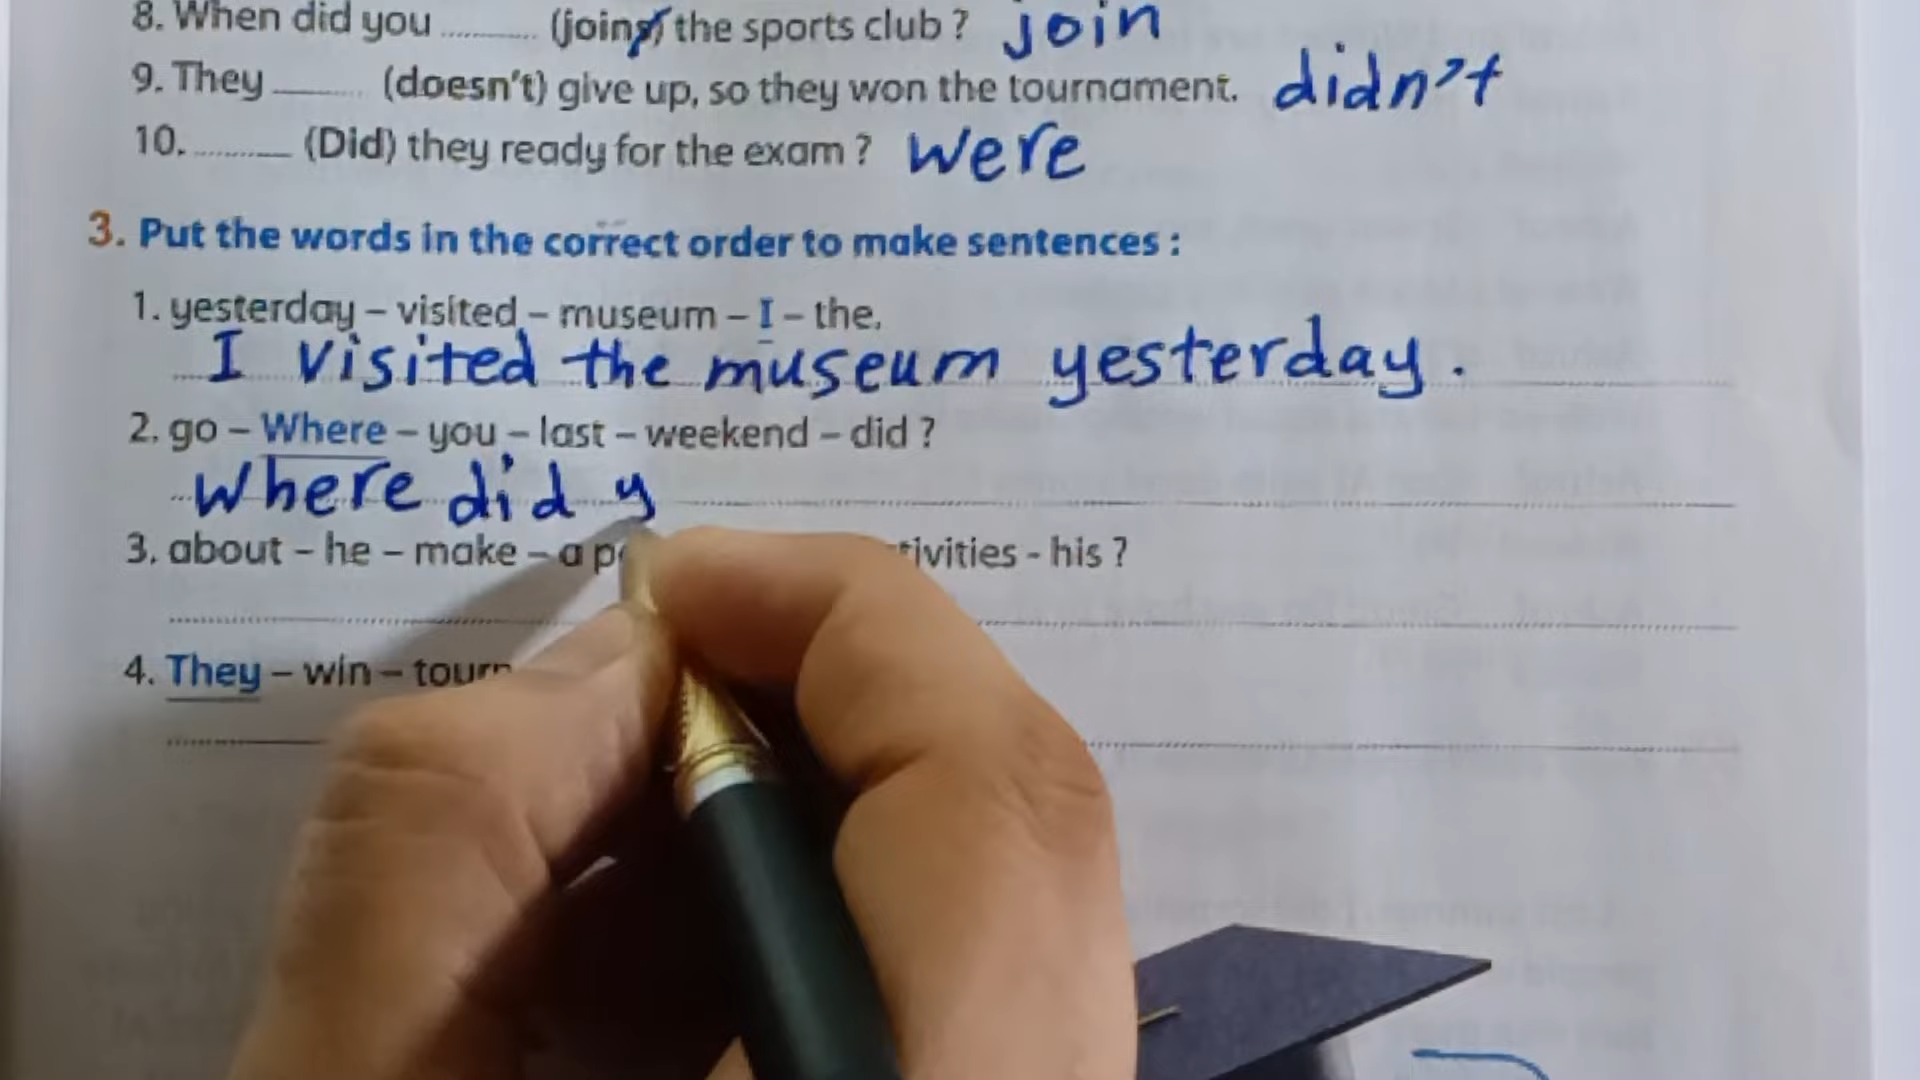 8. When did you .......... (joins) the sports club ? join
9. They .......... (doesn't) give up, so they won the tournament. didn't
10. .......... (Did) they ready for the exam ? were
3. Put the words in the correct order to make sentences :
1. yesterday – visited – museum – I – the.
I visited the museum yesterday.
2. go – Where – you – last – weekend – did ?
Where did y
3. about – he – make – a - his ?
4. They – win –